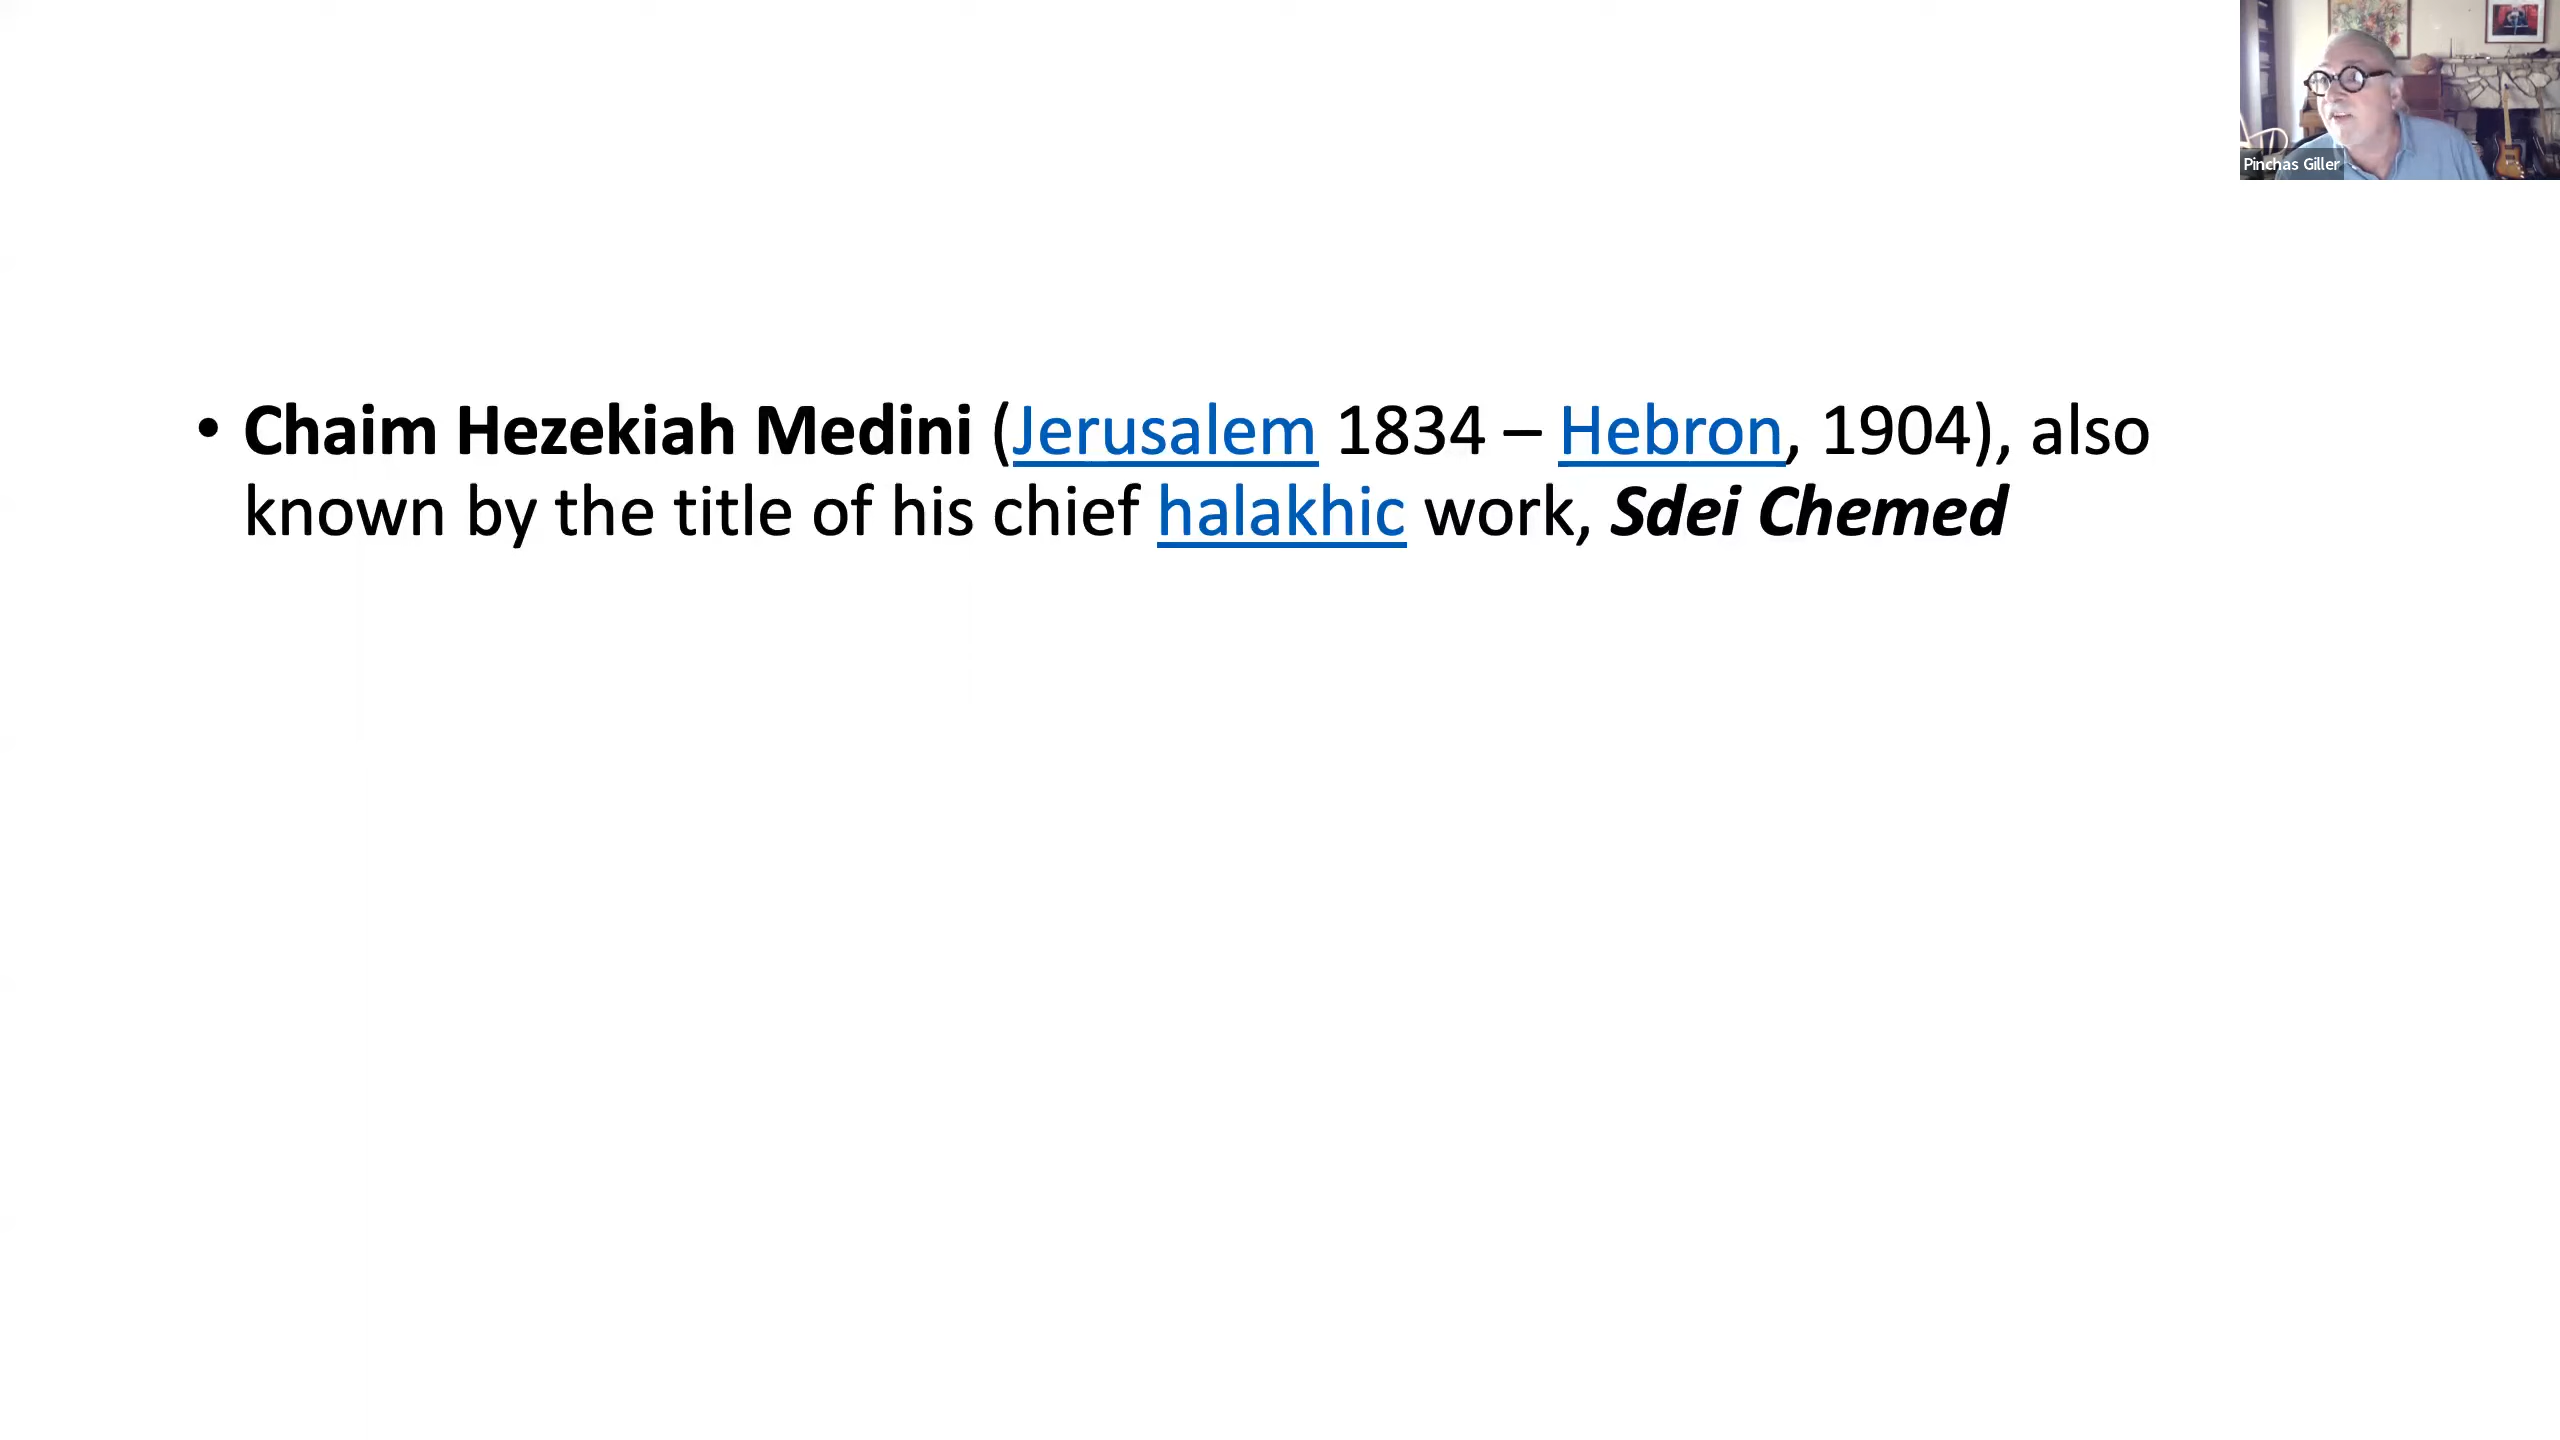 Pinchas Giller
• Chaim Hezekiah Medini (Jerusalem 1834 – Hebron, 1904), also
known by the title of his chief halakhic work, Sdei Chemed